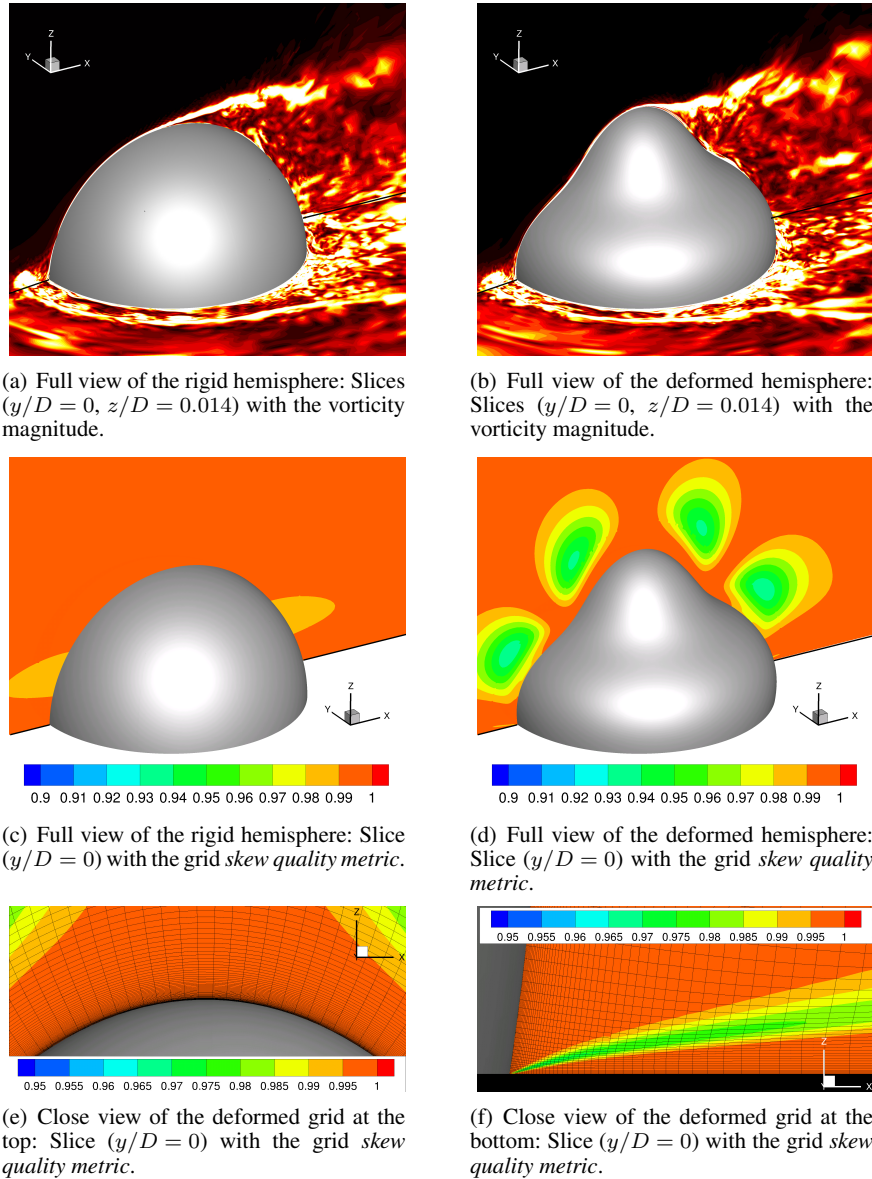 Z
Y
X
Z
Y
X
(a) Full view of the rigid hemisphere: Slices
(y/D = 0, z/D = 0.014) with the vorticity
magnitude.
(b) Full view of the deformed hemisphere:
Slices (y/D = 0, z/D = 0.014) with the
vorticity magnitude.
Z
Y
X
0.9 0.91 0.92 0.93 0.94 0.95 0.96 0.97 0.98 0.99 1
Z
Y
X
0.9 0.91 0.92 0.93 0.94 0.95 0.96 0.97 0.98 0.99 1
(c) Full view of the rigid hemisphere: Slice
(y/D = 0) with the grid skew quality metric.
(d) Full view of the deformed hemisphere:
Slice (y/D = 0) with the grid skew quality
metric.
Z
Y
X
0.95 0.955 0.96 0.965 0.97 0.975 0.98 0.985 0.99 0.995 1
0.95 0.955 0.96 0.965 0.97 0.975 0.98 0.985 0.99 0.995 1
Z
Y
X
(e) Close view of the deformed grid at the
top: Slice (y/D = 0) with the grid skew
quality metric.
(f) Close view of the deformed grid at the
bottom: Slice (y/D = 0) with the grid skew
quality metric.